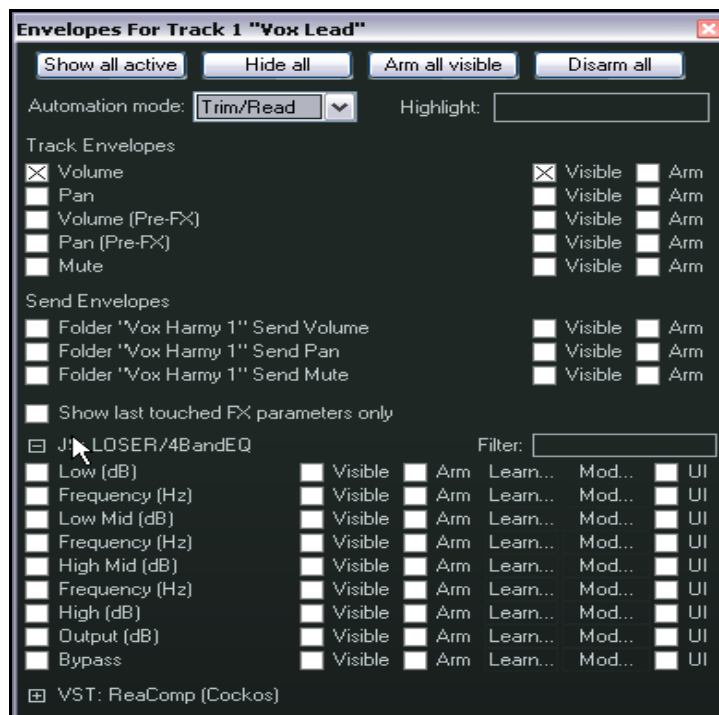 Envelopes For Track 1 "Vox Lead"
Show all active Hide all Arm all visible Disarm all
Automation mode: Trim/Read Highlight:
Track Envelopes
Volume Visible Arm
Pan Visible Arm
Volume (Pre-FX) Visible Arm
Pan (Pre-FX) Visible Arm
Mute Visible Arm
Send Envelopes
Folder "Vox Harmy 1" Send Volume Visible Arm
Folder "Vox Harmy 1" Send Pan Visible Arm
Folder "Vox Harmy 1" Send Mute Visible Arm
Show last touched FX parameters only
LOSER/4BandEQ Filter:
Low (dB) Visible Arm Learn... Mod... UI
Frequency (Hz) Visible Arm Learn... Mod... UI
Low Mid (dB) Visible Arm Learn... Mod... UI
Frequency (Hz) Visible Arm Learn... Mod... UI
High Mid (dB) Visible Arm Learn... Mod... UI
Frequency (Hz) Visible Arm Learn... Mod... UI
High (dB) Visible Arm Learn... Mod... UI
Output (dB) Visible Arm Learn... Mod... UI
Bypass Visible Arm Learn... Mod... UI
VST: ReaComp (Cockos)